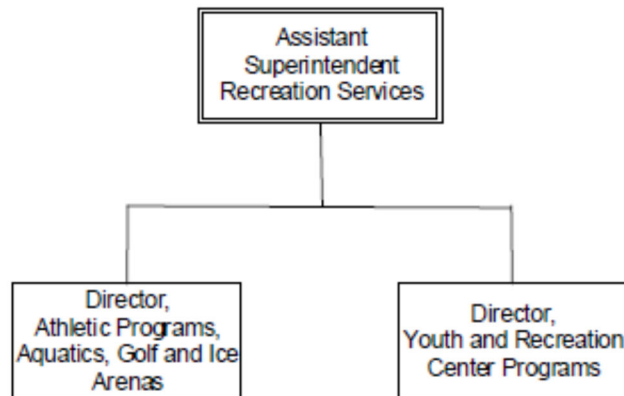 Assistant
Superintendent
Recreation Services
Director,
Athletic Programs,
Aquatics, Golf and Ice
Arenas
Director,
Youth and Recreation
Center Programs